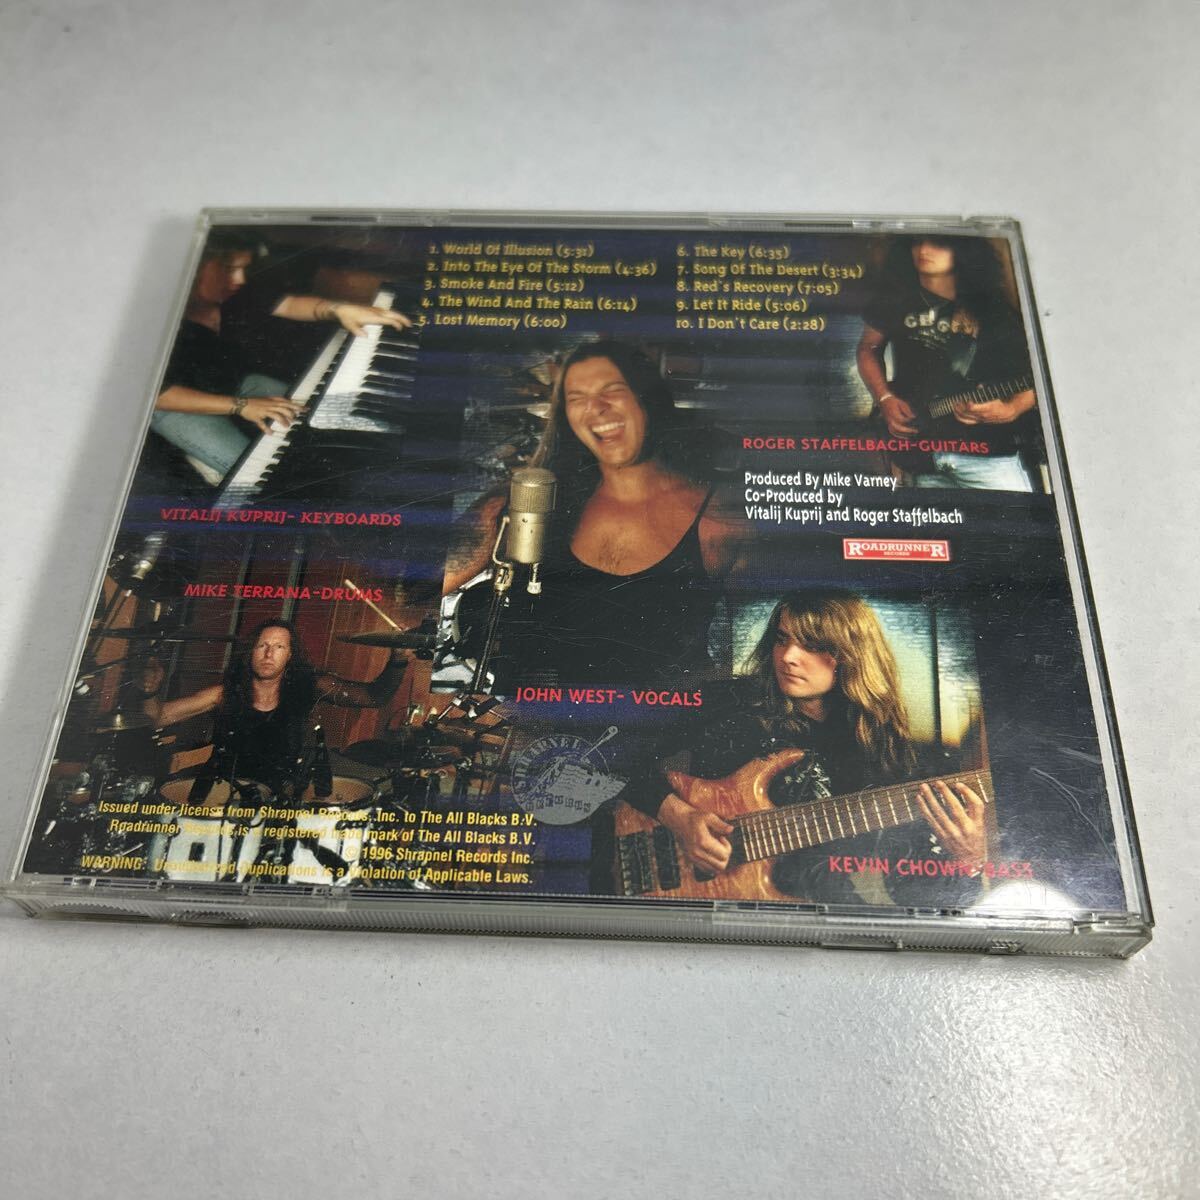 1. World Of Illusion (5:31)
2. Into The Eye Of The Storm (4:36)
3. Smoke And Fire (5:12)
4. The Wind And The Rain (6:14)
5. Lost Memory (6:00)
6. The Key (6:35)
7. Song Of The Desert (3:34)
8. Red's Recovery (7:05)
9. Let It Ride (5:06)
10. I Don't Care (2:28)
ROGER STAFFELBACH-GUITARS
Produced By Mike Varney
Co-Produced by
Vitalij Kuprij and Roger Staffelbach
ROADRUNNER
RECORDS
VITALIJ KUPRIJ- KEYBOARDS
MIKE TERRANA-DRUMS
JOHN WEST- VOCALS
SHRAPNEL
RECORDS
KEVIN CHOWN-BASS
Issued under license from Shrapnel Records, Inc. to The All Blacks B.V.
Roadrunner Records is a registered trade mark of The All Blacks B.V.
© 1996 Shrapnel Records Inc.
WARNING: Unauthorized Duplications is a Violation of Applicable Laws.